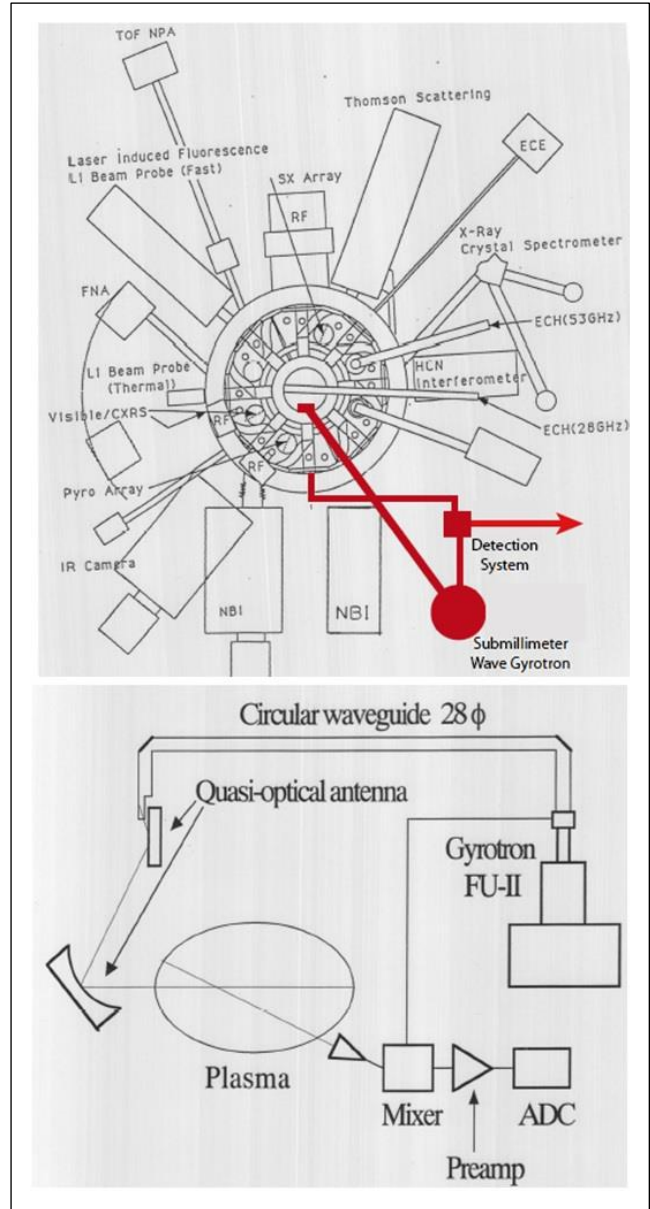 TOF NPA
Thomson Scattering
ECE
Laser Induced Fluorescence
LI Beam Probe (Fast)
SX Array
RF
X-Ray
Crystal Spectrometer
FNA
ECH(53GHz)
LI Beam Probe
(Thermal)
HCN
Interferometer
Visible/CXRS
RF
ECH(28GHz)
RF
Pyro Array
IR Camera
NBI
NBI
Detection
System
Submillimeter
Wave Gyrotron
Circular waveguide 28 ϕ
Quasi-optical antenna
Gyrotron
FU-II
Plasma
Mixer
ADC
Preamp